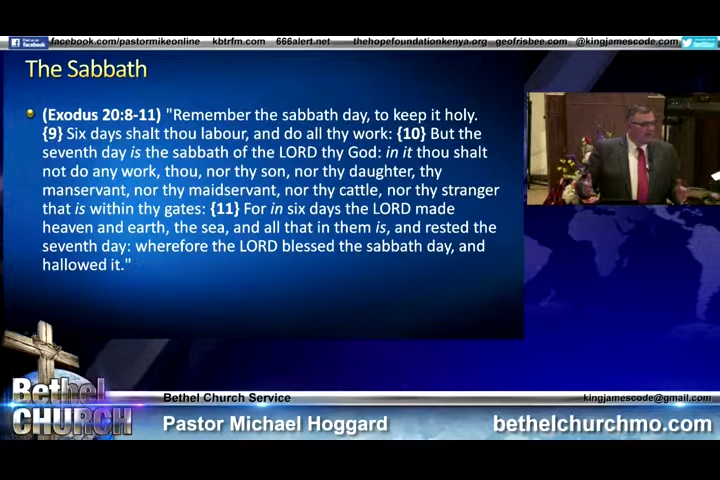 Find us on facebook
facebook.com/pastormikeonline kbtrfm.com 666alert.net thehopefoundationkenya.org geofrisbee.com @kingjamescode.com
The Sabbath
(Exodus 20:8-11) "Remember the sabbath day, to keep it holy.
{9} Six days shalt thou labour, and do all thy work: {10} But the
seventh day is the sabbath of the LORD thy God: in it thou shalt
not do any work, thou, nor thy son, nor thy daughter, thy
manservant, nor thy maidservant, nor thy cattle, nor thy stranger
that is within thy gates: {11} For in six days the LORD made
heaven and earth, the sea, and all that in them is, and rested the
seventh day: wherefore the LORD blessed the sabbath day, and
hallowed it."
Bethel
CHURCH
Bethel Church Service
kingjamescode@gmail.com
Pastor Michael Hoggard
bethelchurchmo.com